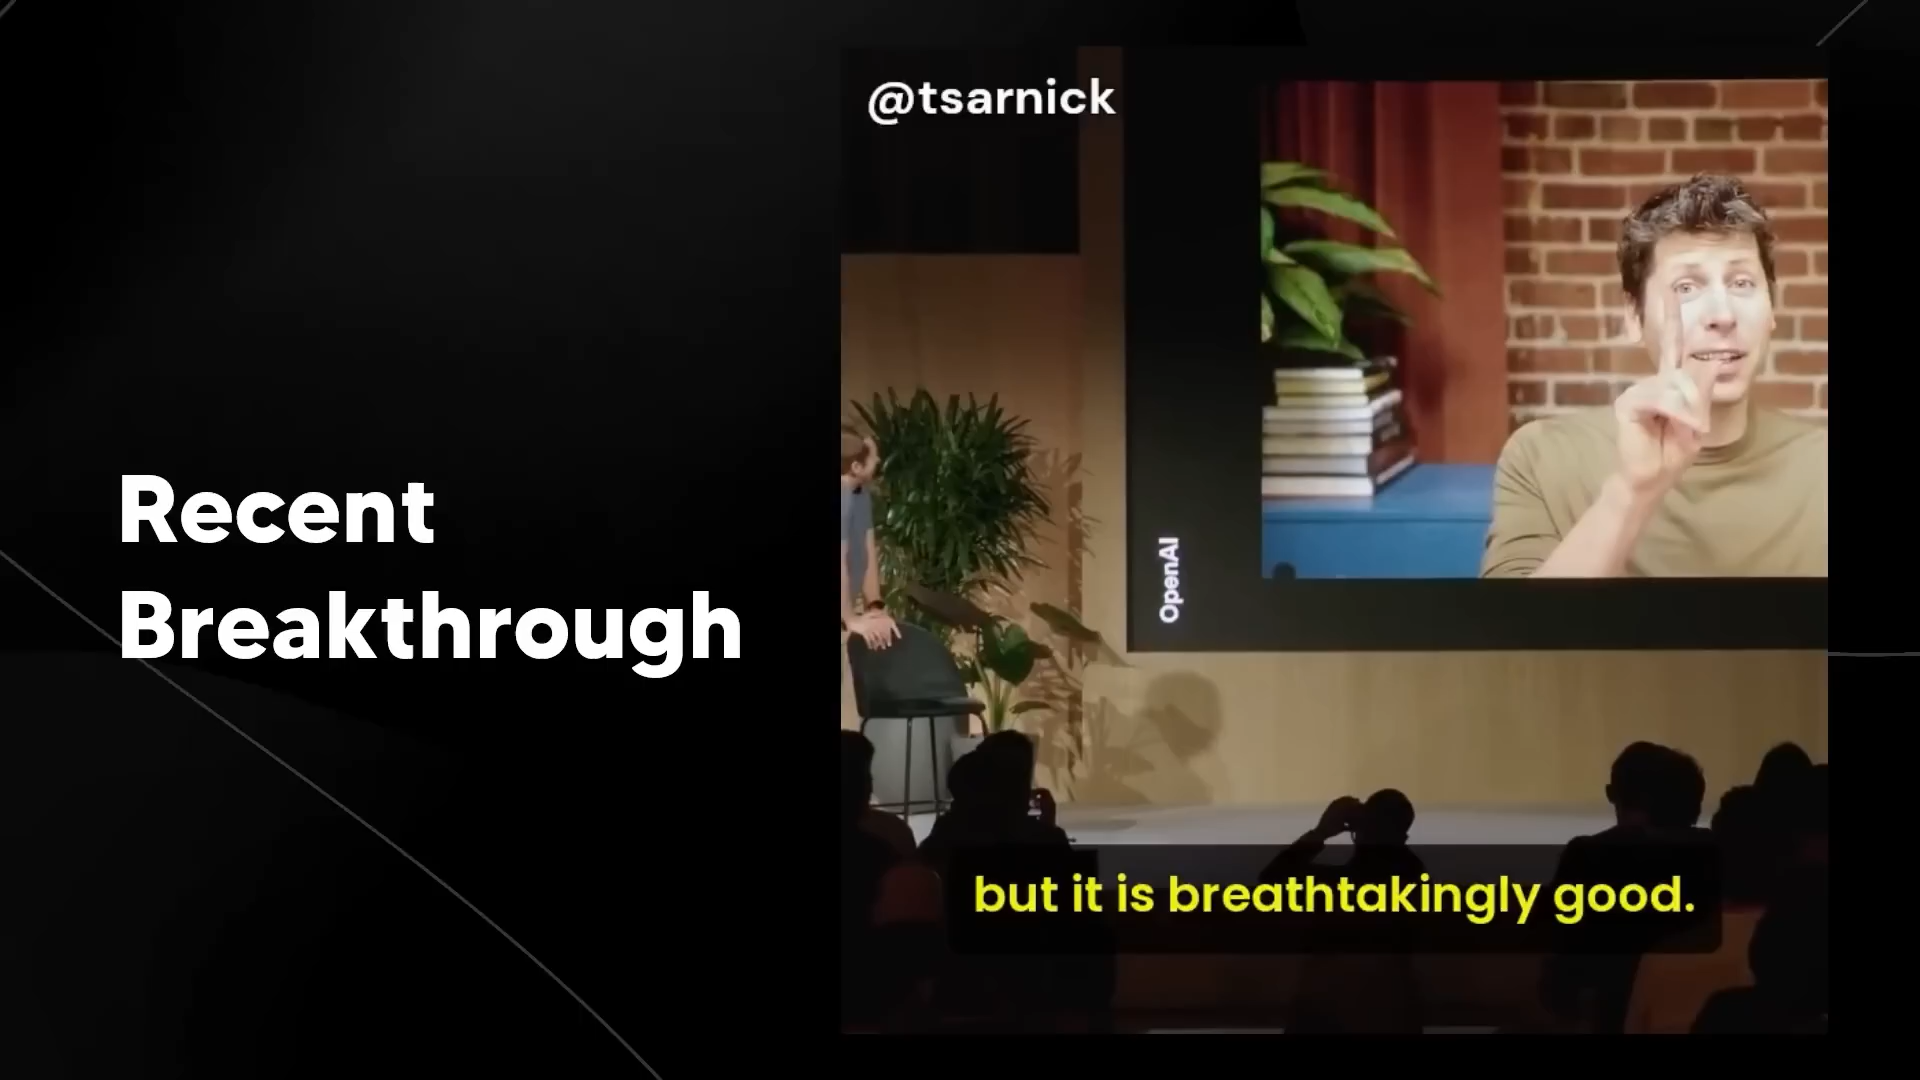 Recent
Breakthrough
@tsarnick
OpenAI
but it is breathtakingly good.